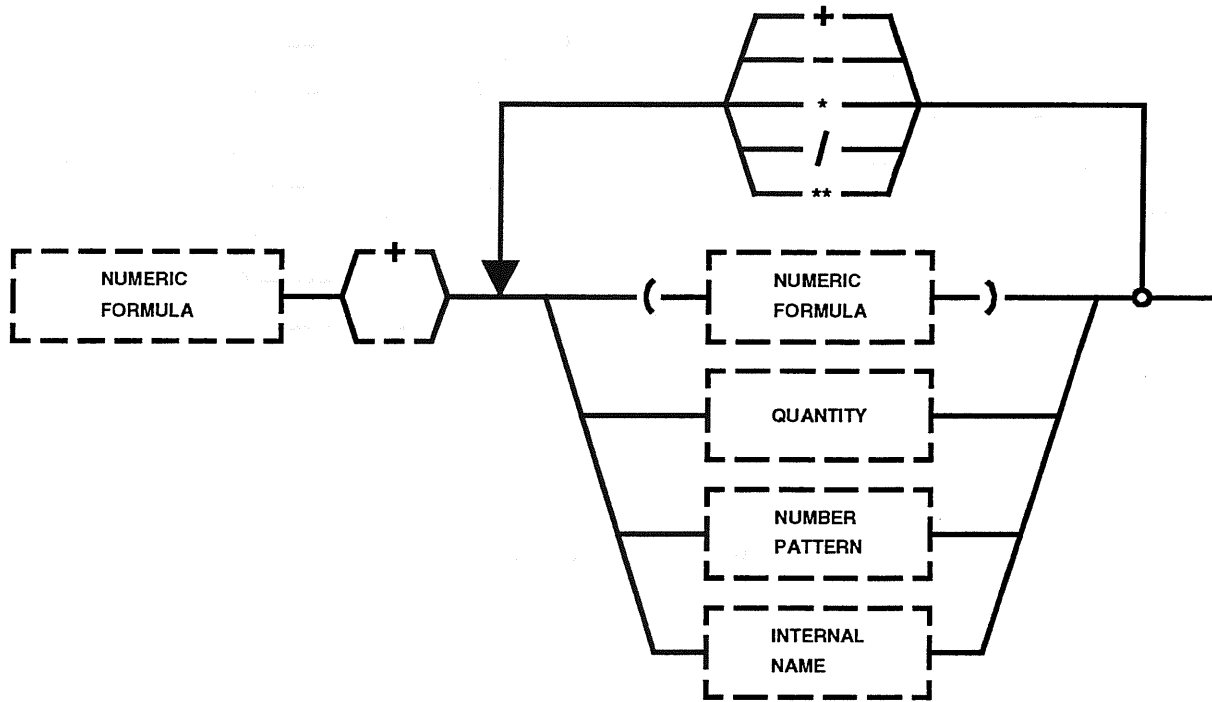 +
-
*
/
**
+
-
NUMERIC
FORMULA
(
NUMERIC
FORMULA
)
QUANTITY
NUMBER
PATTERN
INTERNAL
NAME